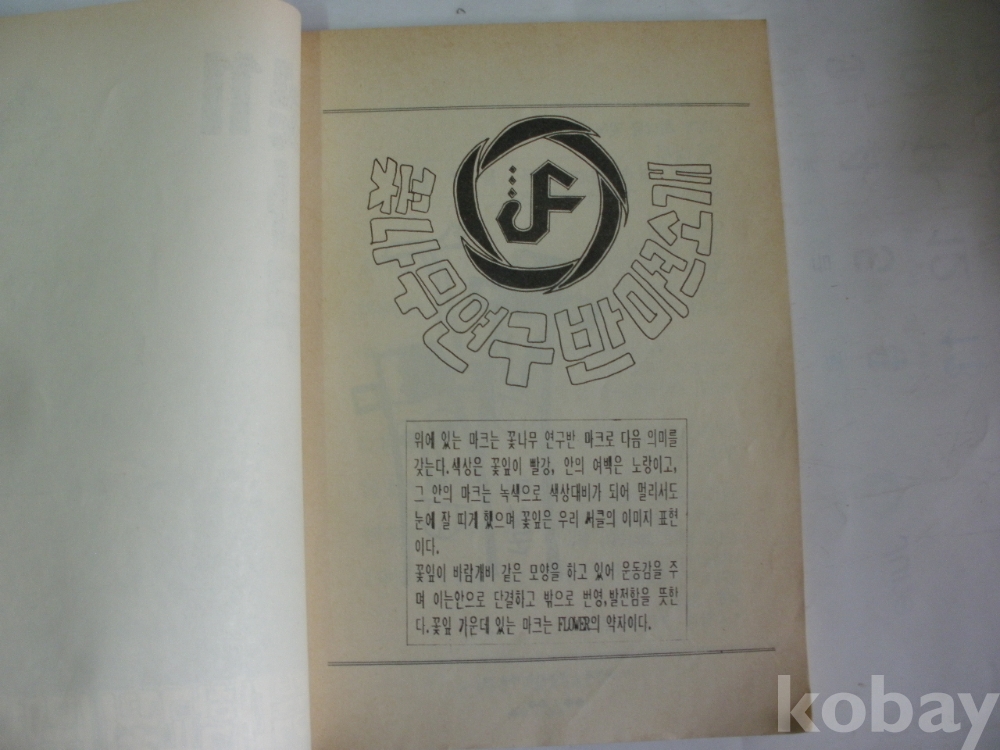 꽃나무연구반마크소개
위에 있는 마크는 꽃나무 연구반 마크로 다음 의미를
갖는다.색상은 꽃잎이 빨강, 안의 여백은 노랑이고,
그 안의 마크는 녹색으로 색상대비가 되어 멀리서도
눈에 잘 띄게 했으며 꽃잎은 우리 써클의 이미지 표현
이다.
꽃잎이 바람개비 같은 모양을 하고 있어 운동감을 주
며 이는안으로 단결하고 밖으로 번영,발전함을 뜻한
다.꽃잎 가운데 있는 마크는 FLOWER의 약자이다.
kobay